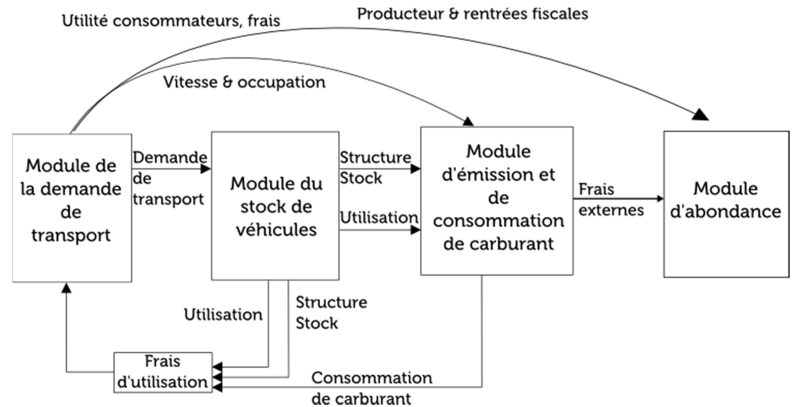 Producteur & rentrées fiscales
Utilité consommateurs, frais
Vitesse & occupation
Module de
la demande
de
transport
Demande
de
transport
Module du
stock de
véhicules
Structure
Stock
Utilisation
Module
d'émission et
de
consommation
de carburant
Frais
externes
Module
d'abondance
Utilisation
Structure
Stock
Frais
d'utilisation
Consommation
de carburant